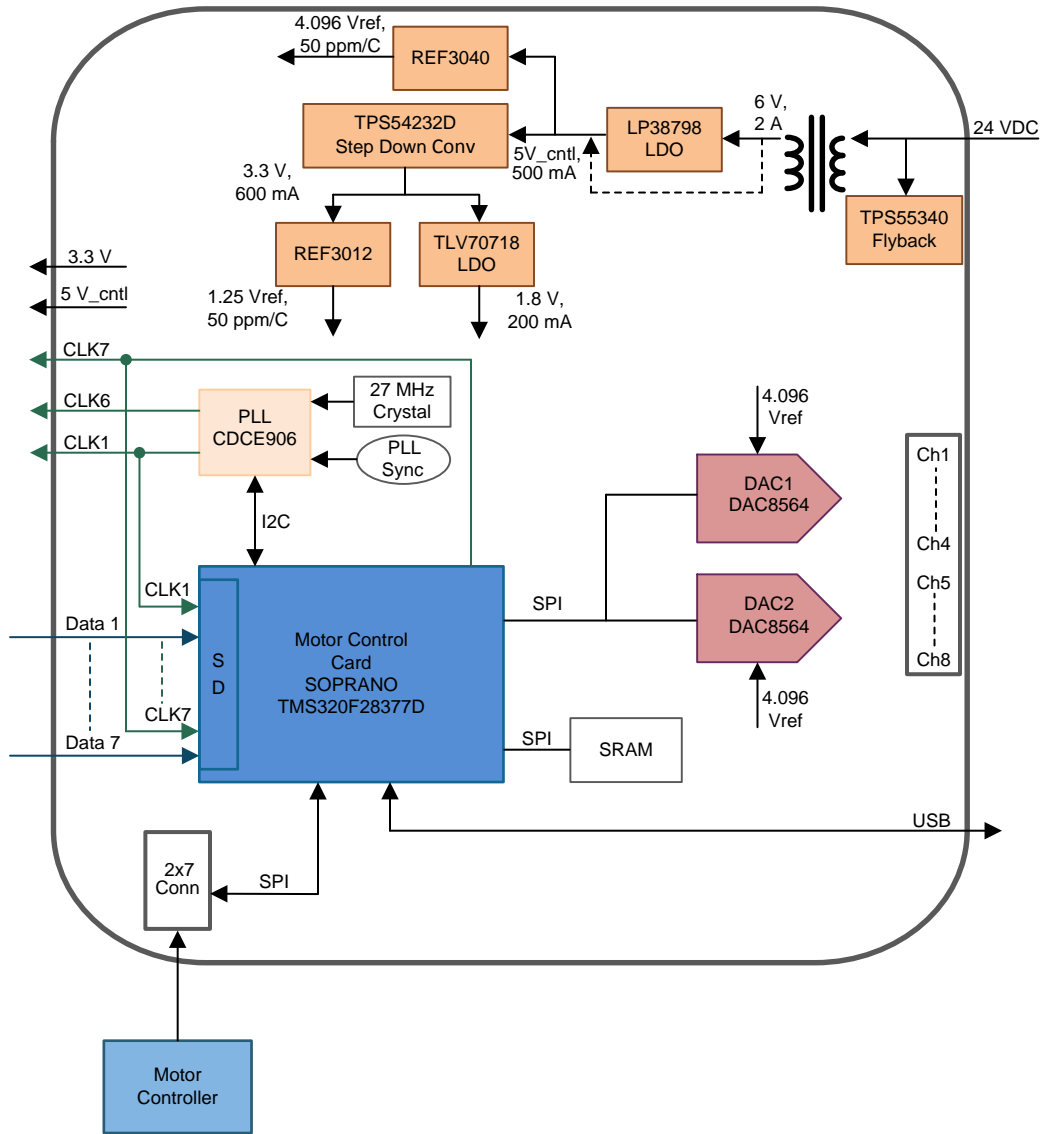 4.096 Vref,
50 ppm/C
REF3040
TPS54232D
Step Down Conv
5V_cntl,
500 mA
LP38798
LDO
6 V,
2 A
24 VDC
TPS55340
Flyback
3.3 V,
600 mA
REF3012
TLV70718
LDO
1.25 Vref,
50 ppm/C
1.8 V,
200 mA
3.3 V
5 V_cntl
CLK7
CLK6
CLK1
PLL
CDCE906
27 MHz
Crystal
PLL
Sync
I2C
4.096
Vref
DAC1
DAC8564
Ch1
Ch4
Ch5
Ch8
DAC2
DAC8564
4.096
Vref
SPI
CLK1
Data 1
S
D
CLK7
Data 7
Motor Control
Card
SOPRANO
TMS320F28377D
SPI
SRAM
USB
2x7
Conn
SPI
Motor
Controller